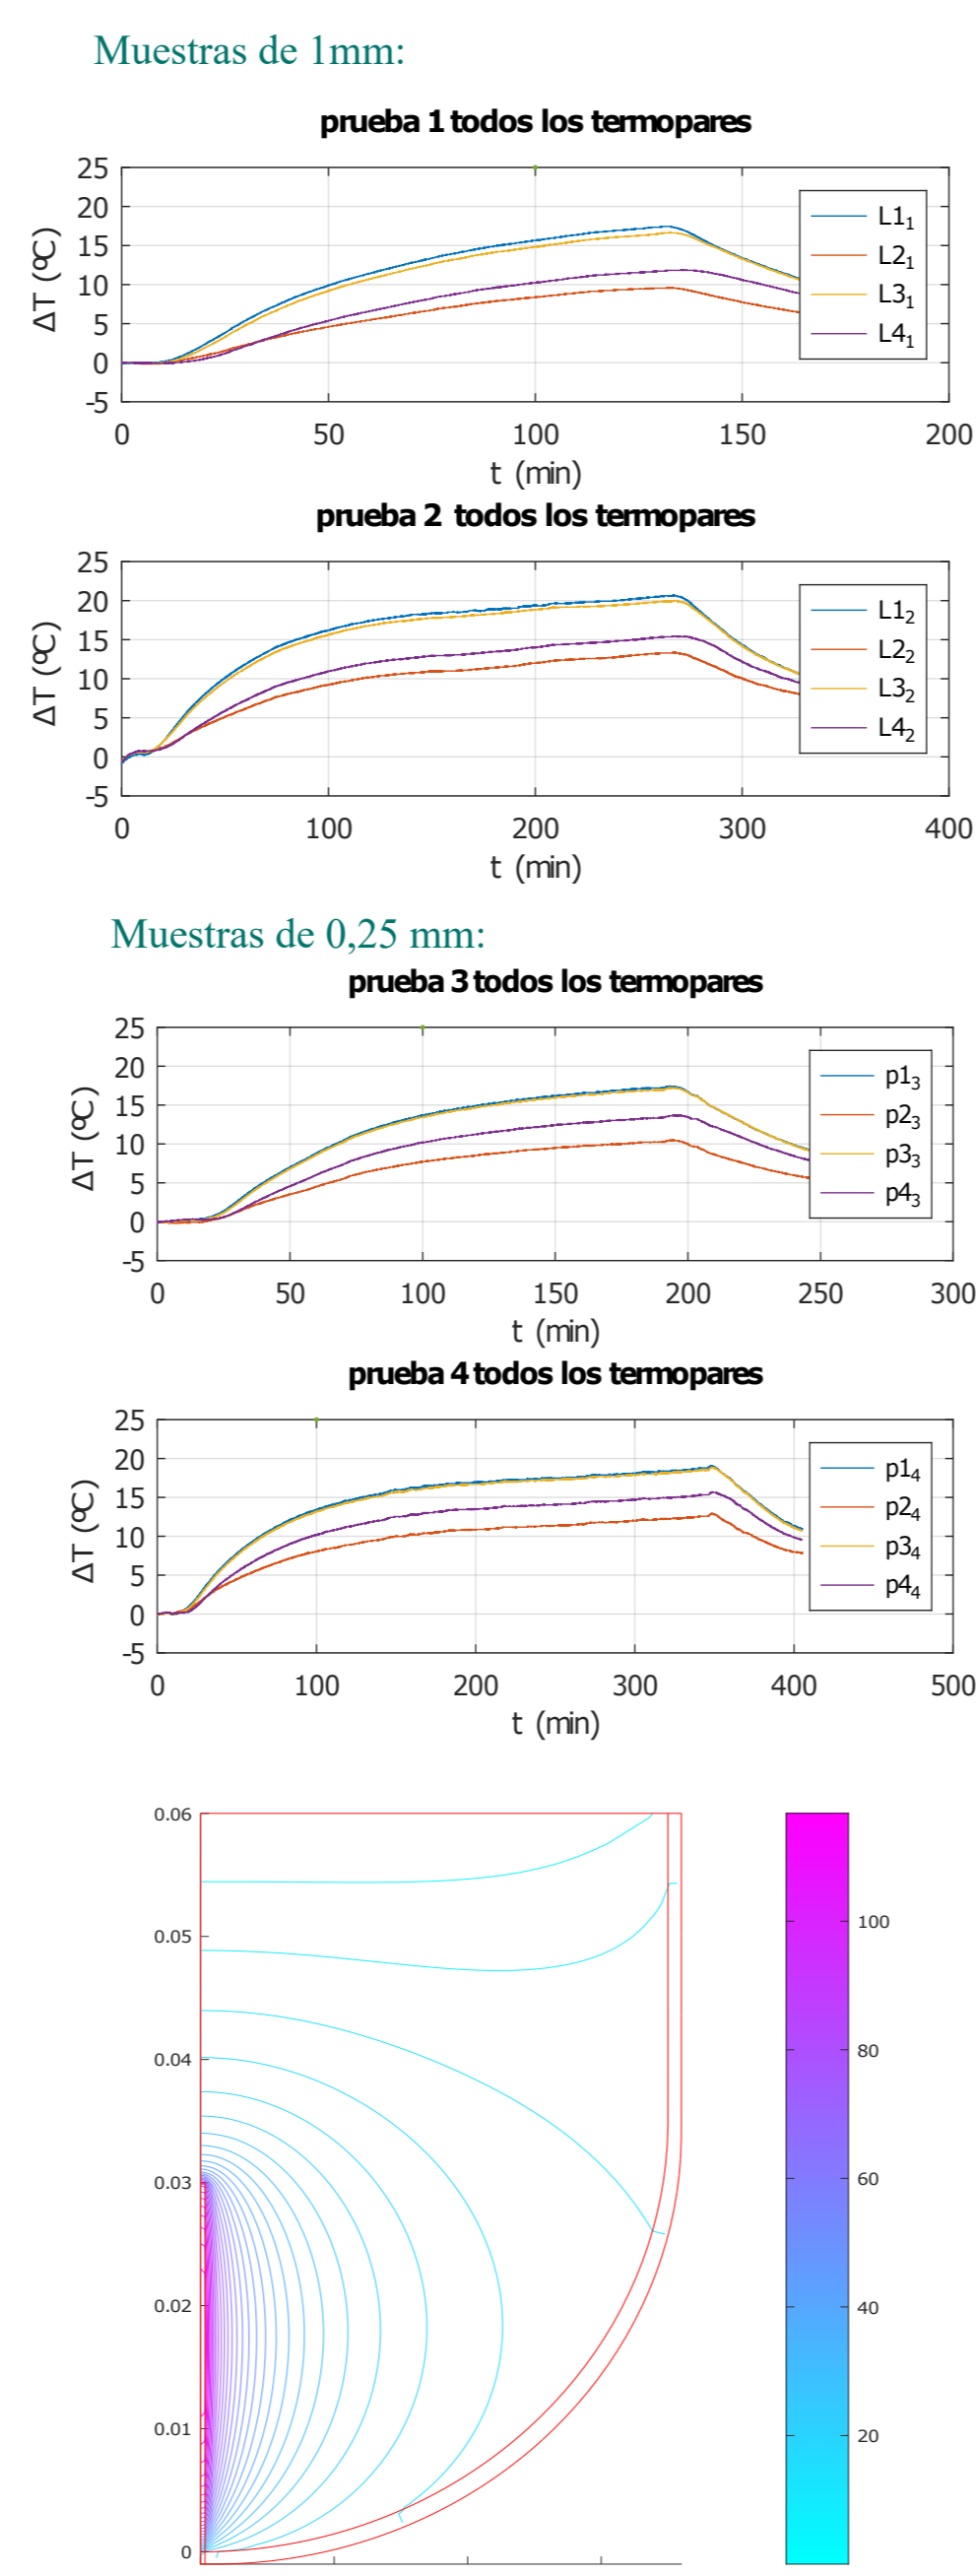 Muestras de 1mm:
prueba 1 todos los termopares
25
20
15
10
5
0
-5
ΔT (ºC)
L1₁
L2₁
L3₁
L4₁
0 50 100 150 200
t (min)
prueba 2 todos los termopares
25
20
15
10
5
0
-5
ΔT (ºC)
L1₂
L2₂
L3₂
L4₂
0 100 200 300 400
t (min)
Muestras de 0,25 mm:
prueba 3 todos los termopares
25
20
15
10
5
0
-5
ΔT (ºC)
p1₃
p2₃
p3₃
p4₃
0 50 100 150 200 250 300
t (min)
prueba 4 todos los termopares
25
20
15
10
5
0
-5
ΔT (ºC)
p1₄
p2₄
p3₄
p4₄
0 100 200 300 400 500
t (min)
0.06
0.05
0.04
0.03
0.02
0.01
0
100
80
60
40
20